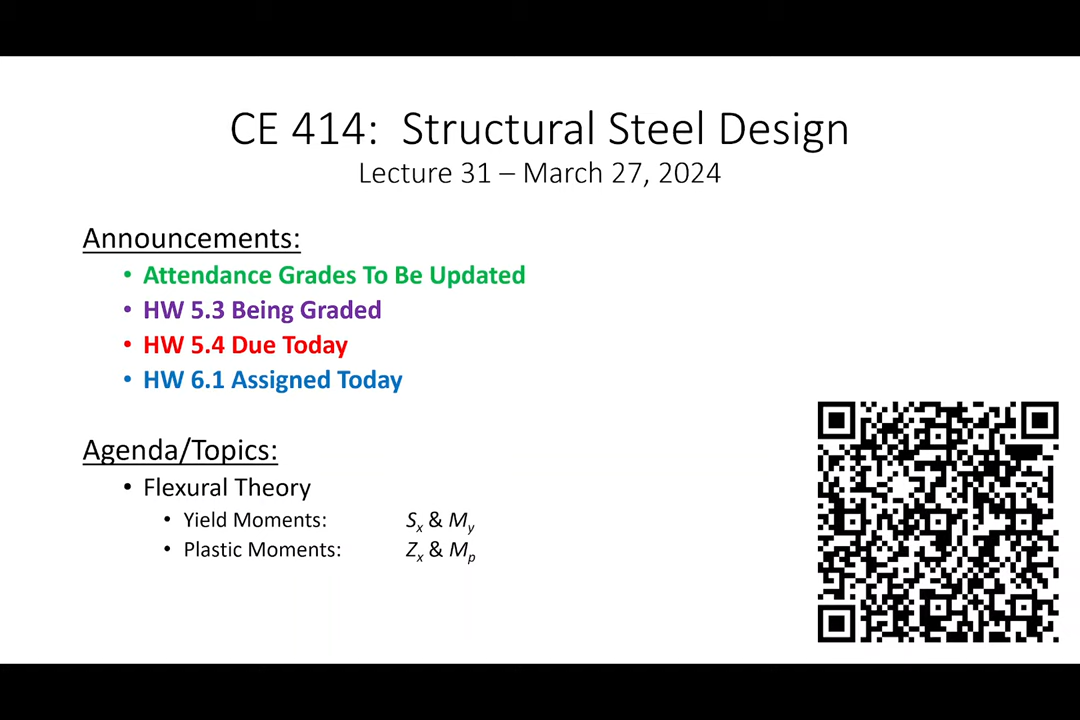 CE 414: Structural Steel Design
Lecture 31 – March 27, 2024
Announcements:
• Attendance Grades To Be Updated
• HW 5.3 Being Graded
• HW 5.4 Due Today
• HW 6.1 Assigned Today
Agenda/Topics:
• Flexural Theory
• Yield Moments: Sx & My
• Plastic Moments: Zx & Mp